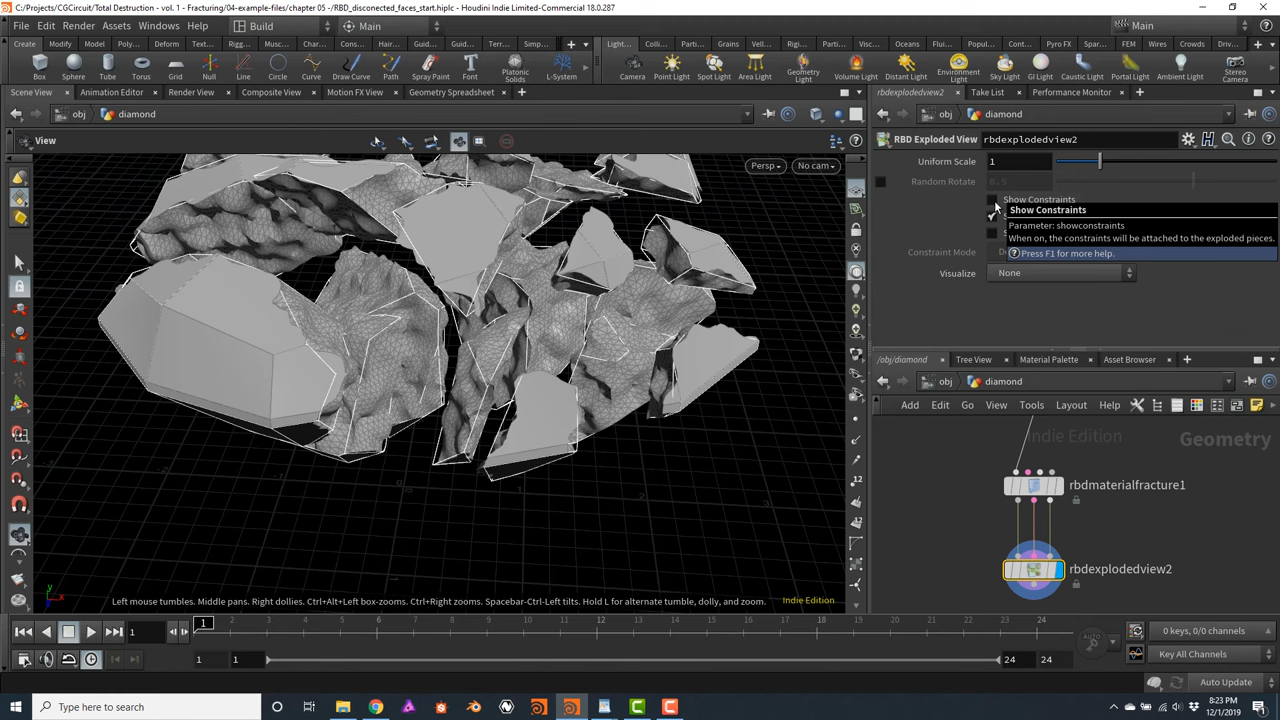 C:/Users/Projects/CGCircuit/Total Destruction - vol. 1 - Fracturing/04-example-files/chapter 05 -/RBD_disconected_faces_start.hiplc - Houdini Indie Limited-Commercial 18.0.287
File Edit Render Assets Windows Help Build Main Main
Create Modify Model Poly... Deform Text... Rigg... Musc... Char... Cons... Hair... Guid... Guid... Terr... Simp... Light... Colli... Parti... Grains Vell... Rigi... Parti... Visc... Oceans Flui... Popul... Cont... Pyro FX Spar... FEM Wires Crowds Driv...
Box Sphere Tube Torus Grid Null Line Circle Curve Draw Curve Path Spray Paint Font Platonic Solids L-System Camera Point Light Spot Light Area Light Geometry Light Volume Light Distant Light Environment Light Sky Light GI Light Caustic Light Portal Light Ambient Light Stereo Camera
Scene View Animation Editor Render View Composite View Motion FX View Geometry Spreadsheet rbdexplodedview2 Take List Performance Monitor
obj diamond obj diamond
View RBD Exploded View rbdexplodedview2
Persp No cam Uniform Scale 1
Random Rotate 0.5
Show Constraints
Show Constraints
Parameter: showconstraints
When on, the constraints will be attached to the exploded pieces.
Constraint Mode De
Press F1 for more help.
Visualize None
/obj/diamond Tree View Material Palette Asset Browser
obj diamond
Add Edit Go View Tools Layout Help
Indie Edition Geometry
rbdmaterialfracture1
rbdexplodedview2
Left mouse tumbles. Middle pans. Right dollies. Ctrl+Alt+Left box-zooms. Ctrl+Right zooms. Spacebar-Ctrl-Left tilts. Hold L for alternate tumble, dolly, and zoom. Indie Edition
1 1 2 4 6 8 10 12 14 16 18 20 22 24
0 keys, 0/0 channels
1 1 24 24 Key All Channels
Auto Update
Type here to search
8:23 PM
12/1/2019